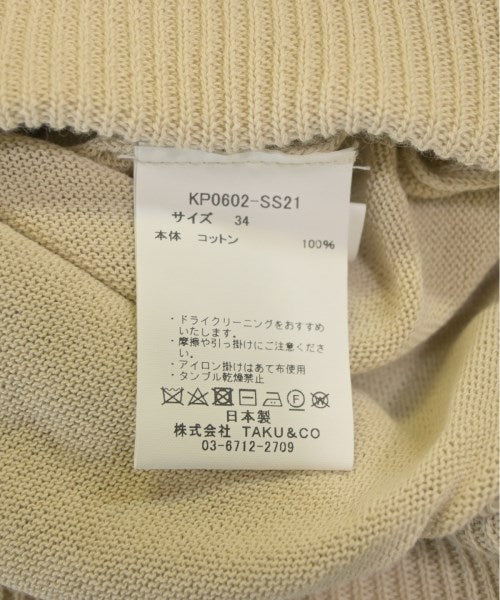 KP0602-SS21
サイズ 34
本体 コットン 100%
・ドライクリーニングをおすすめ
いたします。
・摩擦や引っ掛けにご注意くださ
い。
・アイロン掛けはあて布使用
・タンブル乾燥禁止
日本製
株式会社 TAKU&CO
03-6712-2709